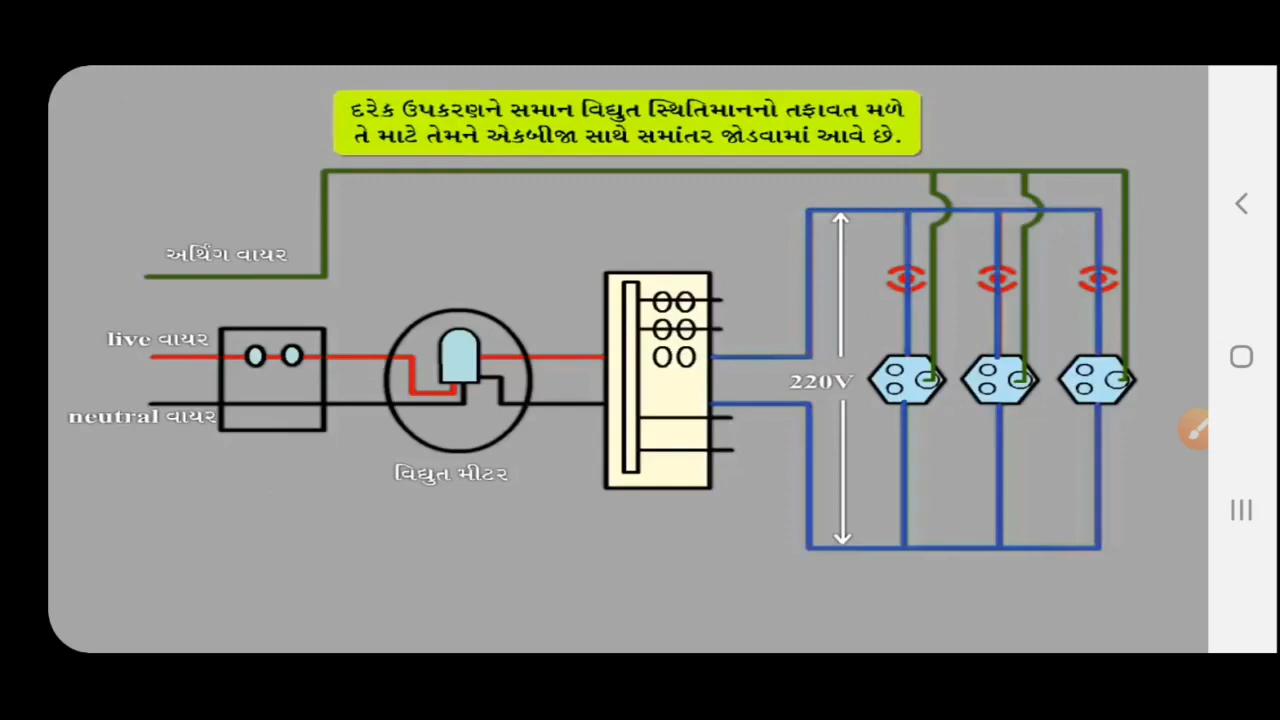 દરેક ઉપકરણને સમાન વિદ્યુત સ્થિતિમાનનો તફાવત મળે
તે માટે તેમને એકબીજા સાથે સમાંતર જોડવામાં આવે છે.
અર્થિંગ વાયર
live વાયર
neutral વાયર
વિદ્યુત મીટર
220V